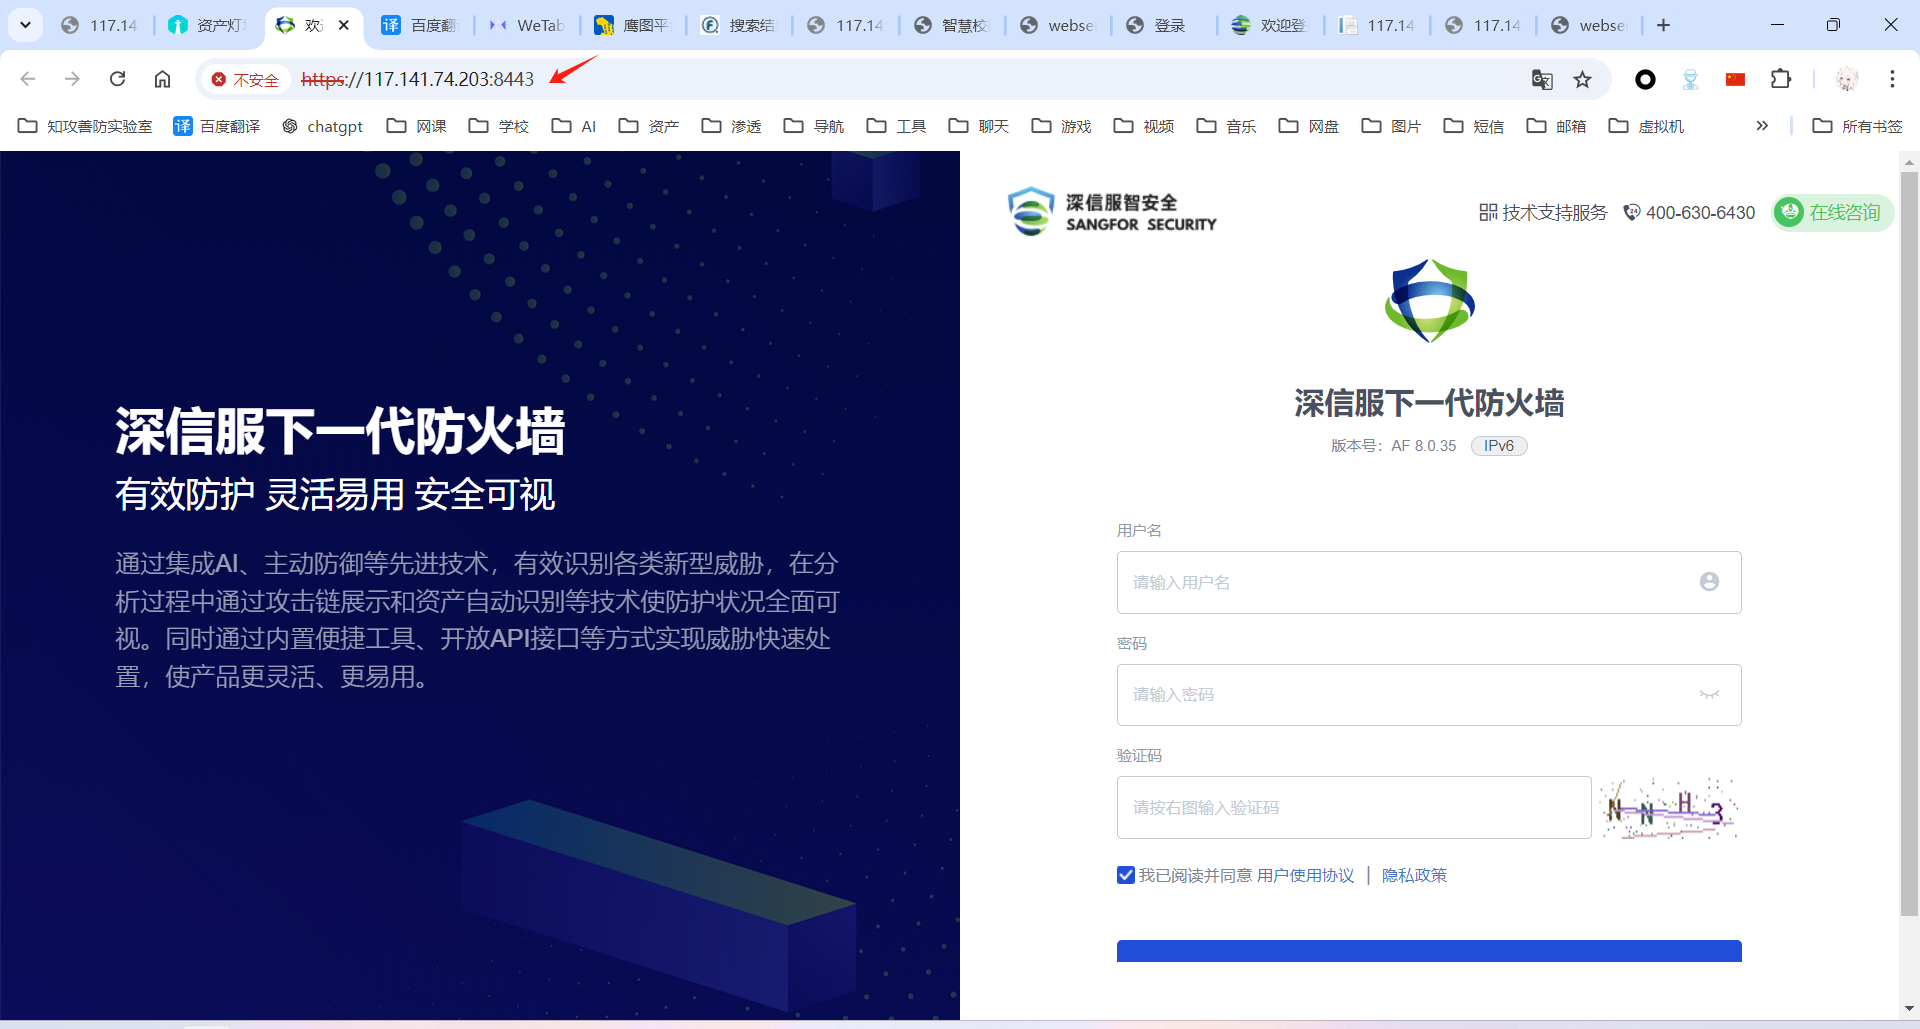 117.14
资产灯
欢
百度翻
WeTab
鹰图平
搜索结
117.14
智慧校
webse
登录
欢迎登
117.14
117.14
webse
不安全
https://117.141.74.203:8443
知攻善防实验室
译 百度翻译
chatgpt
网课
学校
AI
资产
渗透
导航
工具
聊天
游戏
视频
音乐
网盘
图片
短信
邮箱
虚拟机
所有书签
深信服智安全
SANGFOR SECURITY
技术支持服务
400-630-6430
在线咨询
深信服下一代防火墙
有效防护 灵活易用 安全可视
通过集成AI、主动防御等先进技术，有效识别各类新型威胁，在分
析过程中通过攻击链展示和资产自动识别等技术使防护状况全面可
视。同时通过内置便捷工具、开放API接口等方式实现威胁快速处
置，使产品更灵活、更易用。
深信服下一代防火墙
版本号：AF 8.0.35 IPv6
用户名
请输入用户名
密码
请输入密码
验证码
请按右图输入验证码
N N H 3
我已阅读并同意 用户使用协议 | 隐私政策